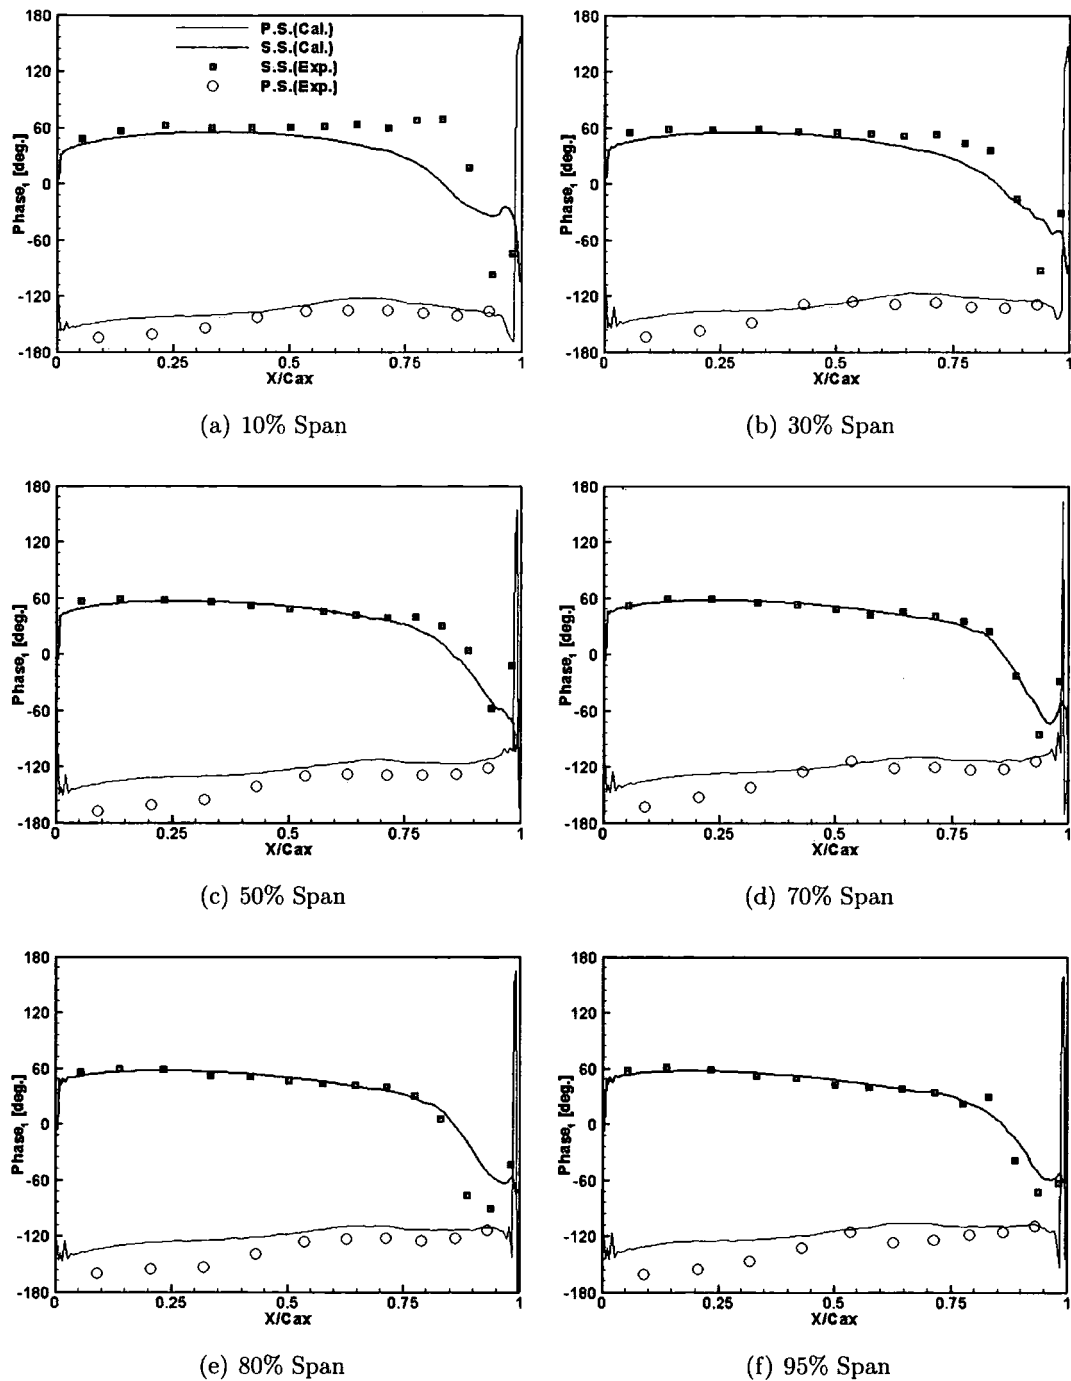 180
120
60
0
-60
-120
-180
Phase₁ [deg.]
P.S.(Cal.)
S.S.(Cal.)
S.S.(Exp.)
P.S.(Exp.)
0 0.25 0.5 0.75 1
X/Cax
(a) 10% Span
180
120
60
0
-60
-120
-180
Phase₁ [deg.]
0 0.25 0.5 0.75 1
X/Cax
(b) 30% Span
180
120
60
0
-60
-120
-180
Phase₁ [deg.]
0 0.25 0.5 0.75 1
X/Cax
(c) 50% Span
180
120
60
0
-60
-120
-180
Phase₁ [deg.]
0 0.25 0.5 0.75 1
X/Cax
(d) 70% Span
180
120
60
0
-60
-120
-180
Phase₁ [deg.]
0 0.25 0.5 0.75 1
X/Cax
(e) 80% Span
180
120
60
0
-60
-120
-180
Phase₁ [deg.]
0 0.25 0.5 0.75 1
X/Cax
(f) 95% Span